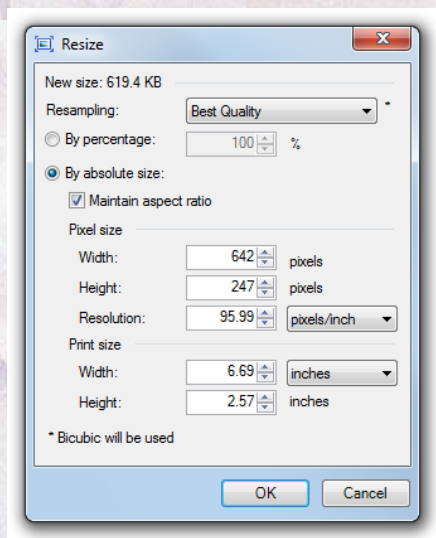 Resize
New size: 619.4 KB
Resampling: Best Quality *
By percentage: 100 %
By absolute size:
Maintain aspect ratio
Pixel size
Width: 642 pixels
Height: 247 pixels
Resolution: 95.99 pixels/inch
Print size
Width: 6.69 inches
Height: 2.57 inches
* Bicubic will be used
OK Cancel